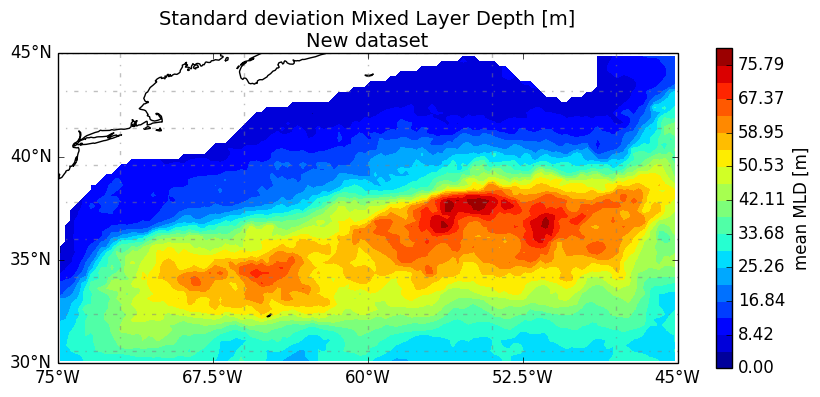 Standard deviation Mixed Layer Depth [m]
New dataset
45°N
40°N
35°N
30°N
75°W
67.5°W
60°W
52.5°W
45°W
75.79
67.37
58.95
50.53
42.11
33.68
25.26
16.84
8.42
0.00
mean MLD [m]